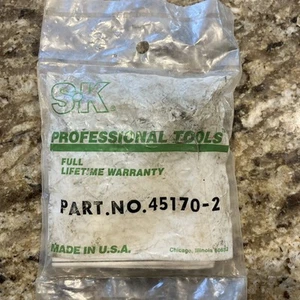 S-K®
PROFESSIONAL TOOLS
FULL
LIFETIME WARRANTY
PART.NO.45170-2
MADE IN U.S.A.
Chicago, Illinois